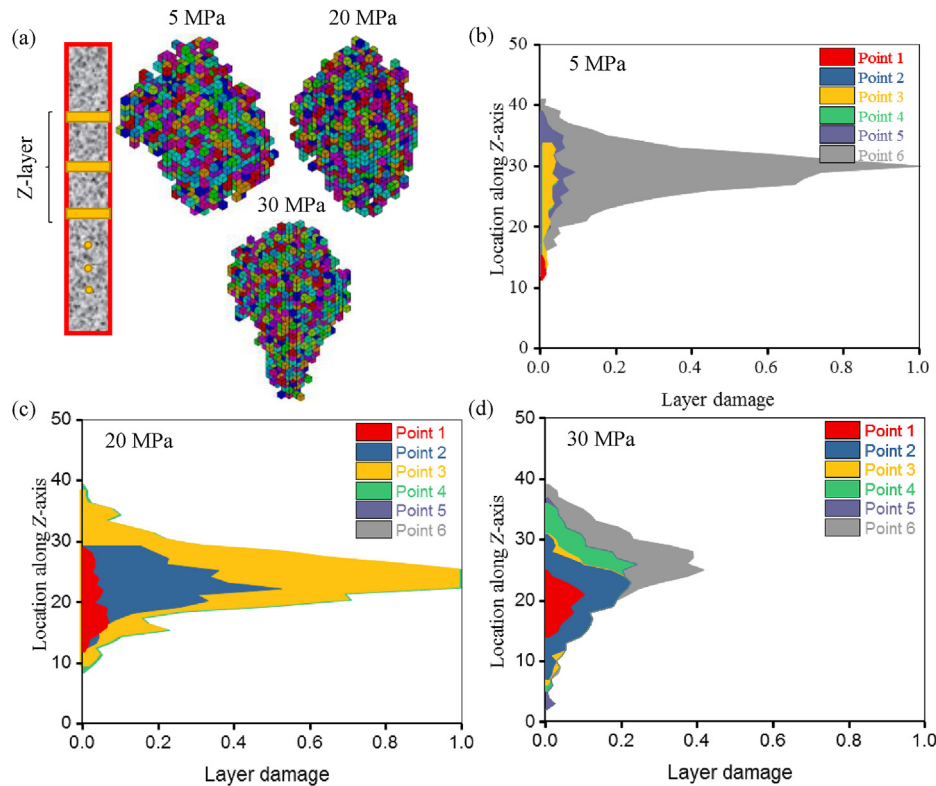 (a)
5 MPa
20 MPa
Z-layer
30 MPa
(b)
50
40
30
20
10
0
Location along Z-axis
5 MPa
Point 1
Point 2
Point 3
Point 4
Point 5
Point 6
0.0 0.2 0.4 0.6 0.8 1.0
Layer damage
(c)
50
40
30
20
10
0
Location along Z-axis
20 MPa
Point 1
Point 2
Point 3
Point 4
Point 5
Point 6
0.0 0.2 0.4 0.6 0.8 1.0
Layer damage
(d)
50
40
30
20
10
0
Location along Z-axis
30 MPa
Point 1
Point 2
Point 3
Point 4
Point 5
Point 6
0.0 0.2 0.4 0.6 0.8 1.0
Layer damage